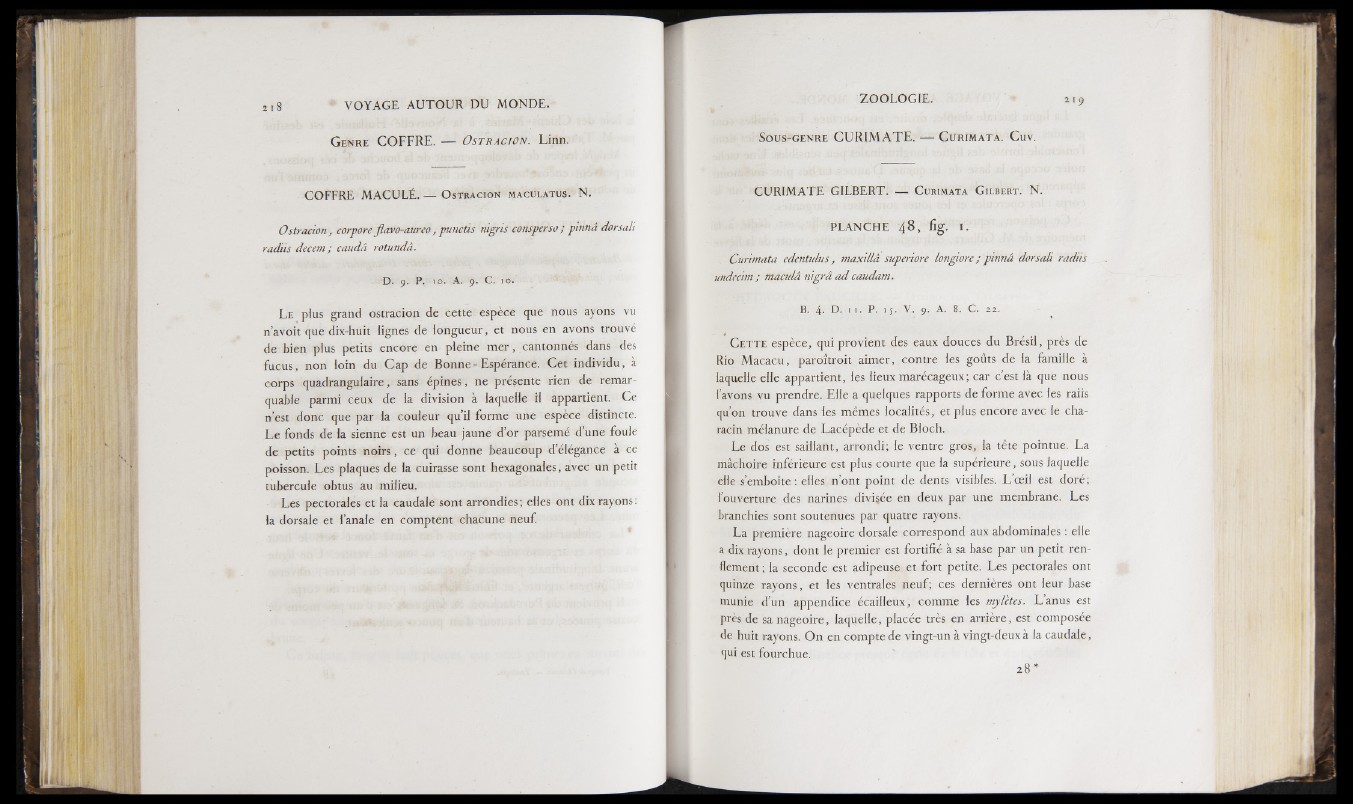 218 VOYAGE AUTOUR DU MONDE.
GENRE COFFRE. — OSTRACION. Linn.
COFFRE MACULÉ. — OSTRACION MACULATUS. N.
Ostracion, corpore flavo-aureo, punctis nigris consperso; pinnâ dorsali
radiis decem; caudâ rotundâ.
D. 9. P. 10. A. 9. C. 10.
LE plus grand ostracion de cette espèce que nous ayons vu
n'avoit que dix-huit lignes de longueur, et nous en avons trouvé
de bien plus petits encore en pleine mer, cantonnés dans des
fucus, non loin du Cap de Bonne-Espérance. Cet individu, à
corps quadrangulaire, sans épines, ne présente rien de remar-
quable parmi ceux de la division à laquelle il appartient. Ce
n'est donc que par la couleur qu'il forme une espèce distincte.
Le fonds de la sienne est un beau jaune d'or parsemé d'une foule
de petits points noirs, ce qui donne beaucoup d'élégance à ce
poisson. Les plaques de la cuirasse sont hexagonales, avec un petit
tubercule obtus au milieu.
Les pectorales et la caudale sont arrondies; elles ont dix rayons:
la dorsale et l'anale en comptent chacune neuf.
ZOOLOGIE. 219
SOUS-GENRE CURIMATE. — CURIMATA. CUV.
CURIMATE GILBERT. — CURIMATA GILBERT. N.
PLANCHE 48, fig. 1.
Curimata edentulus, maxillâ superiore longiore; pinnâ dorsali radiis
undecim; maculâ nigrâ ad caudam.
B. 4. D. 11. P. 15. V. 9. A. 8. C. 22.
CETTE espèce, qui provient des eaux douces du Brésil, près de
Rio Macacu, paroîtroit aimer, contre les goûts de la famille à
laquelle elle appartient, les lieux marécageux; car c'est là que nous
l'avons vu prendre. Elle a quelques rapports de forme avec les raiis
qu'on trouve dans les mêmes localités, et plus encore avec le cha-
racin mélanure de Lacépède et de Bloch.
Le dos est saillant, arrondi; le ventre gros, la tête pointue. La
mâchoire inférieure est plus courte que la supérieure, sous laquelle
elle s'emboite : elles n'ont point de dents visibles. L'œil est doré;
l'ouverture des narines divisée en deux par une membrane. Les
branchies sont soutenues par quatre rayons.
La première nageoire dorsale correspond aux abdominales : elle
a dix rayons, dont le premier est fortifié à sa base par un petit ren-
flement; la seconde est adipeuse et fort petite. Les pectorales ont
quinze rayons, et les ventrales neuf; ces dernières ont leur base
munie d'un appendice écailleux, comme les mylètes. L'anus est
près de sa nageoire, laquelle, placée très en arrière, est composée
de huit rayons. On en compte de vingt-un à vingt-deux à la caudale,
qui est fourchue.
28*